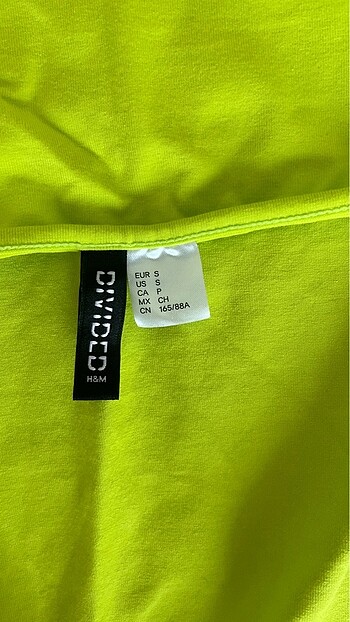 DIVIDED
H&M
EUR S
US S
CA P
MX CH
CN 165/88A